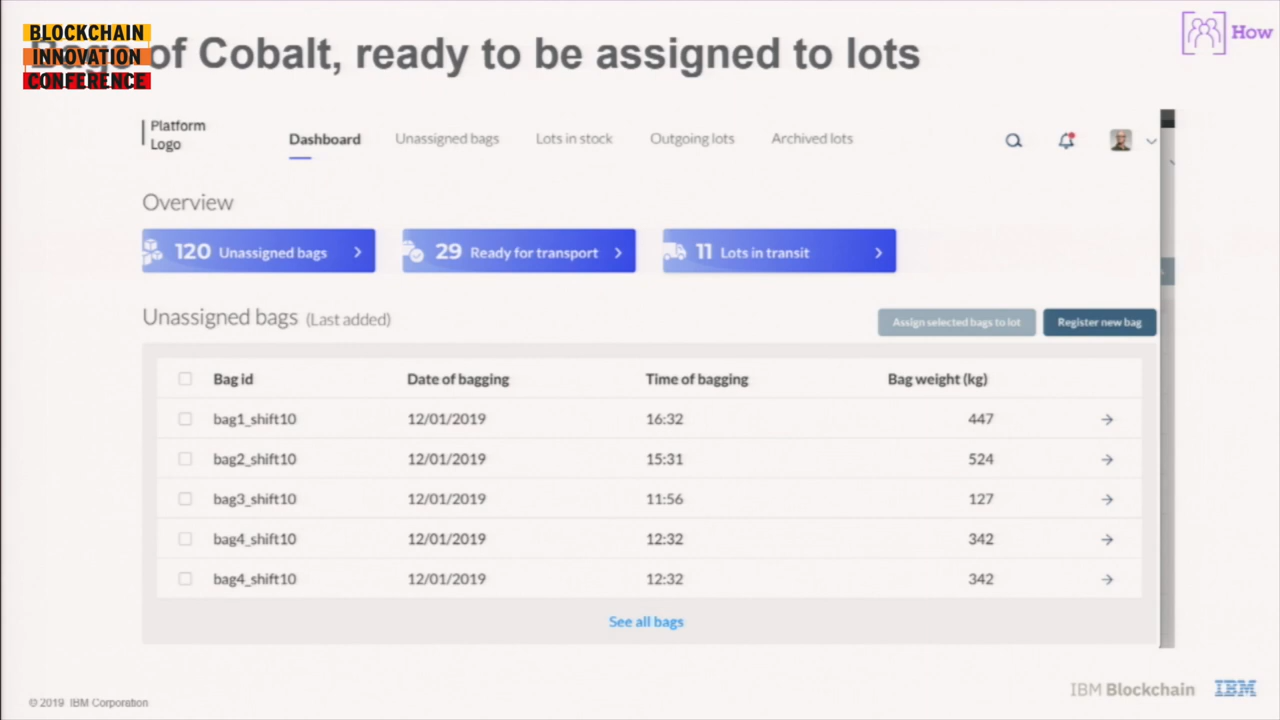 BLOCKCHAIN
INNOVATION
CONFERENCE
of Cobalt, ready to be assigned to lots
How
Platform
Logo
Dashboard
Unassigned bags
Lots in stock
Outgoing lots
Archived lots
Overview
120 Unassigned bags
29 Ready for transport
11 Lots in transit
Unassigned bags (Last added)
Assign selected bags to lot
Register new bag
Bag id Date of bagging Time of bagging Bag weight (kg)
bag1_shift10 12/01/2019 16:32 447
bag2_shift10 12/01/2019 15:31 524
bag3_shift10 12/01/2019 11:56 127
bag4_shift10 12/01/2019 12:32 342
bag4_shift10 12/01/2019 12:32 342
See all bags
© 2019 IBM Corporation
IBM Blockchain
IBM